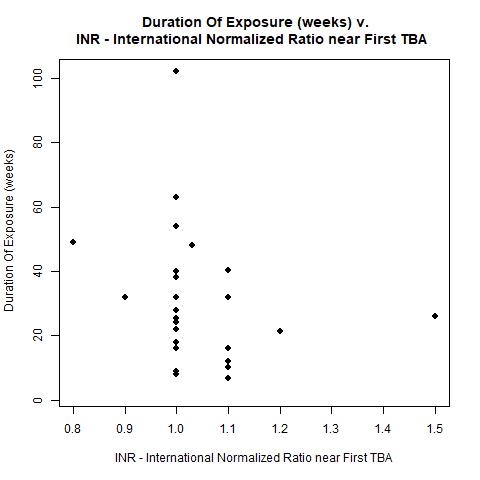 Duration Of Exposure (weeks) v.
INR - International Normalized Ratio near First TBA
Duration Of Exposure (weeks)
100
80
60
40
20
0
0.8 0.9 1.0 1.1 1.2 1.3 1.4 1.5
INR - International Normalized Ratio near First TBA